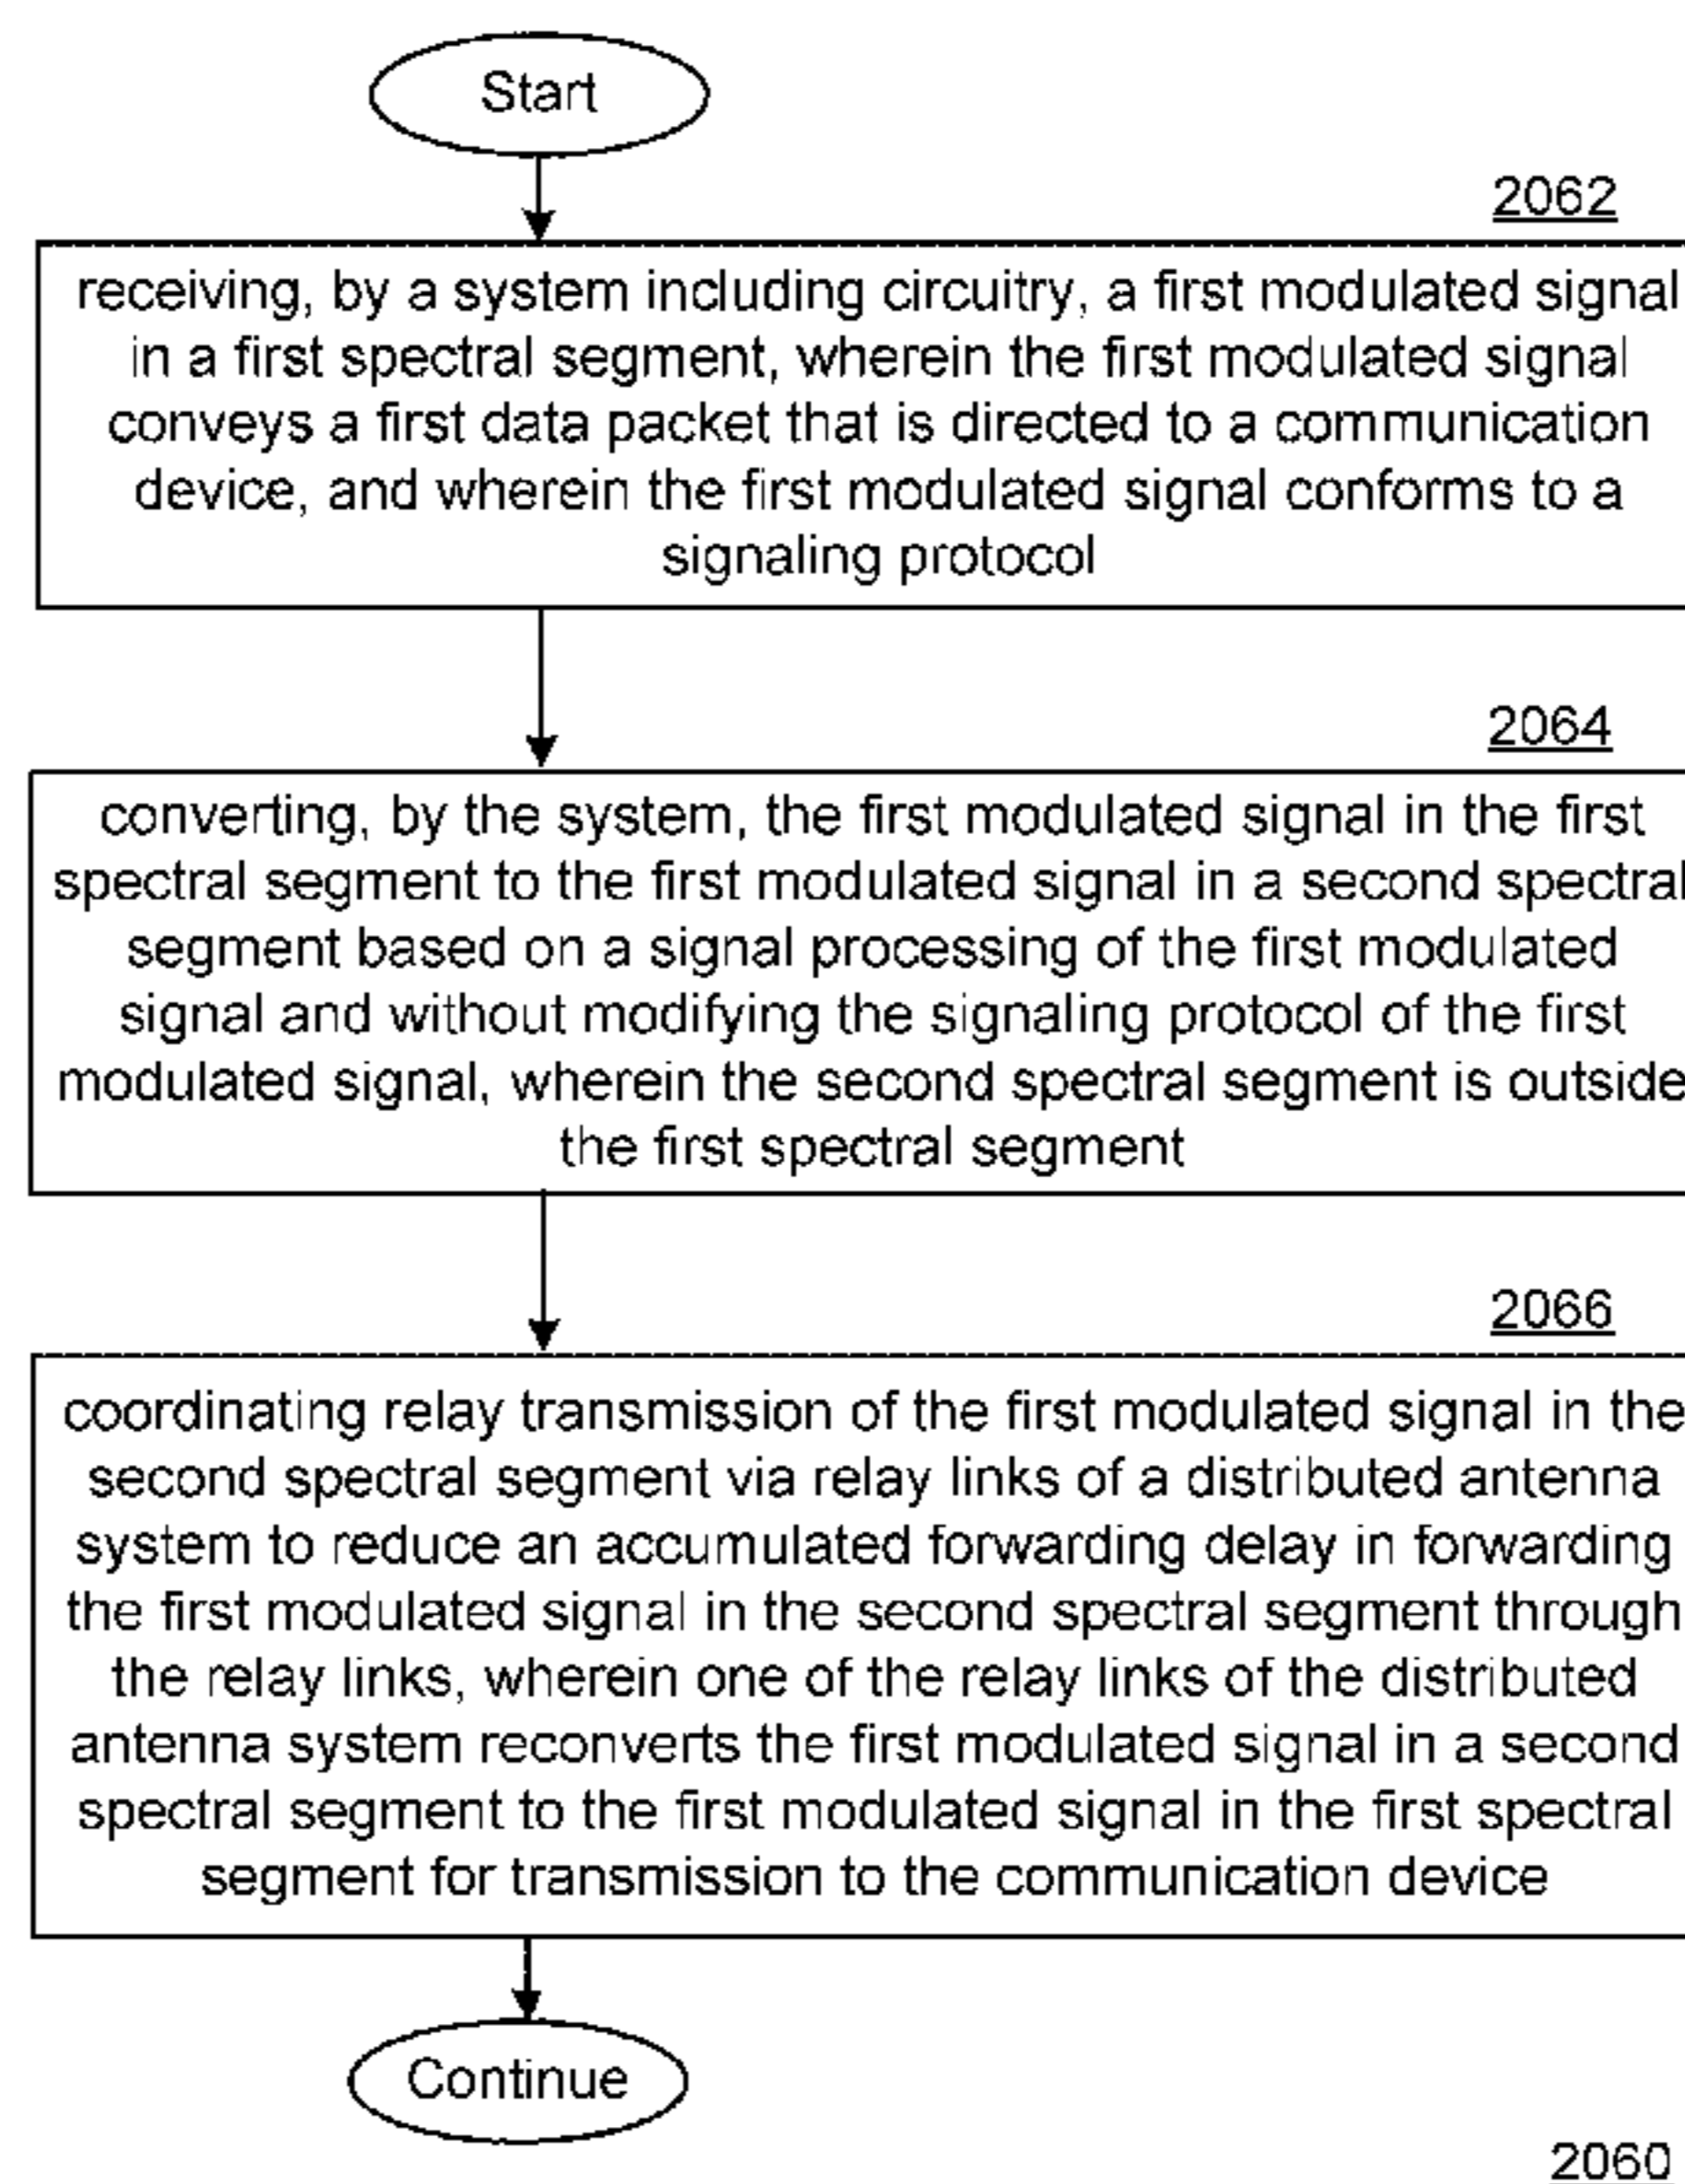 Start
2062
receiving, by a system including circuitry, a first modulated signal
in a first spectral segment, wherein the first modulated signal
conveys a first data packet that is directed to a communication
device, and wherein the first modulated signal conforms to a
signaling protocol
2064
converting, by the system, the first modulated signal in the first
spectral segment to the first modulated signal in a second spectral
segment based on a signal processing of the first modulated
signal and without modifying the signaling protocol of the first
modulated signal, wherein the second spectral segment is outside
the first spectral segment
2066
coordinating relay transmission of the first modulated signal in the
second spectral segment via relay links of a distributed antenna
system to reduce an accumulated forwarding delay in forwarding
the first modulated signal in the second spectral segment through
the relay links, wherein one of the relay links of the distributed
antenna system reconverts the first modulated signal in a second
spectral segment to the first modulated signal in the first spectral
segment for transmission to the communication device
Continue
2060